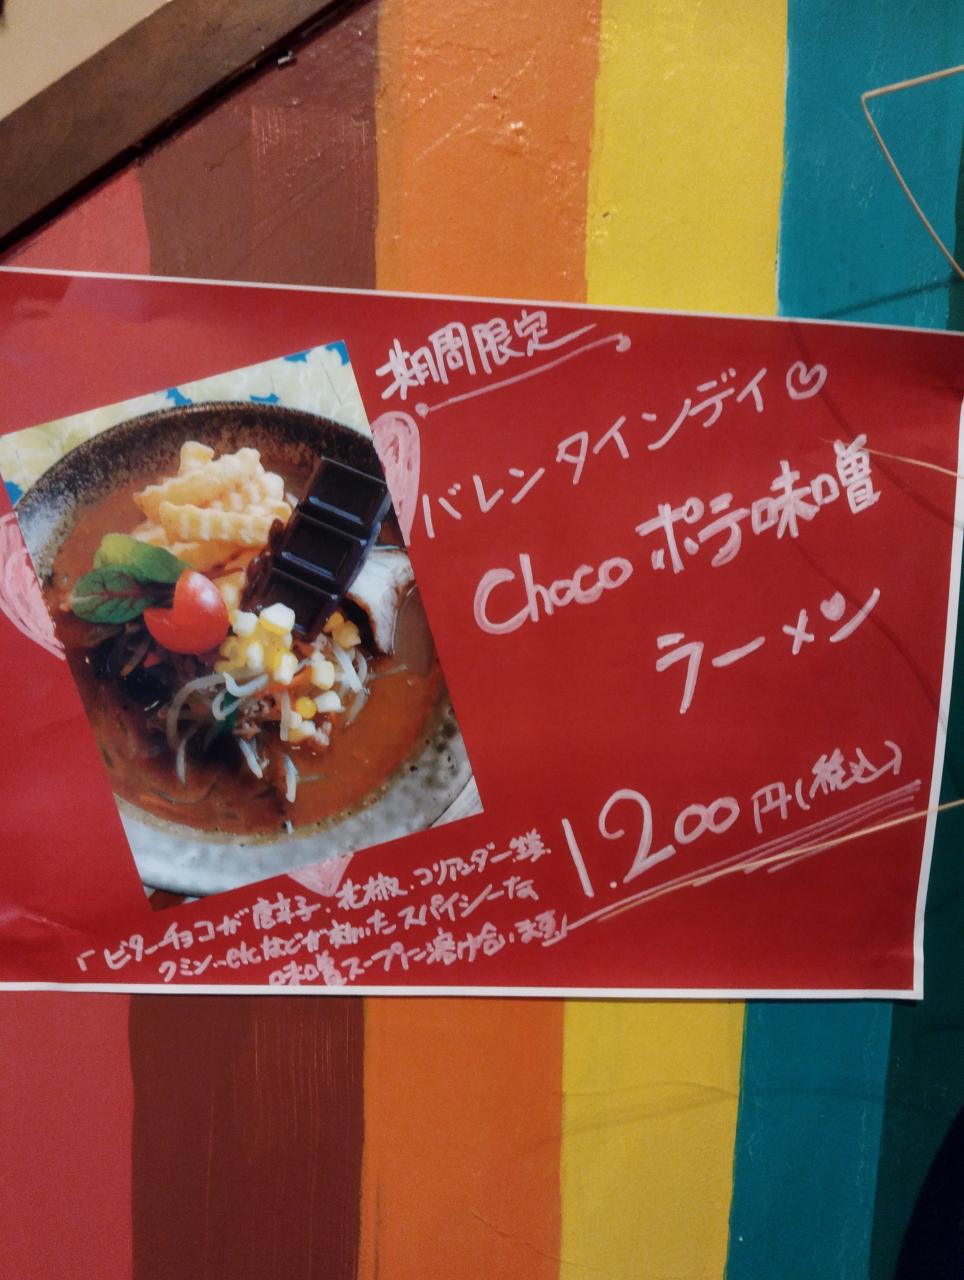 期間限定
バレンタインディ♡
Chocoポテ味噌
ラーメン
1.200円(税込)
「ビターチョコが唐辛子、花椒、コリアンダー、
クミン…etcなどが効いたスパイシーな
味噌スープに溶け合います」